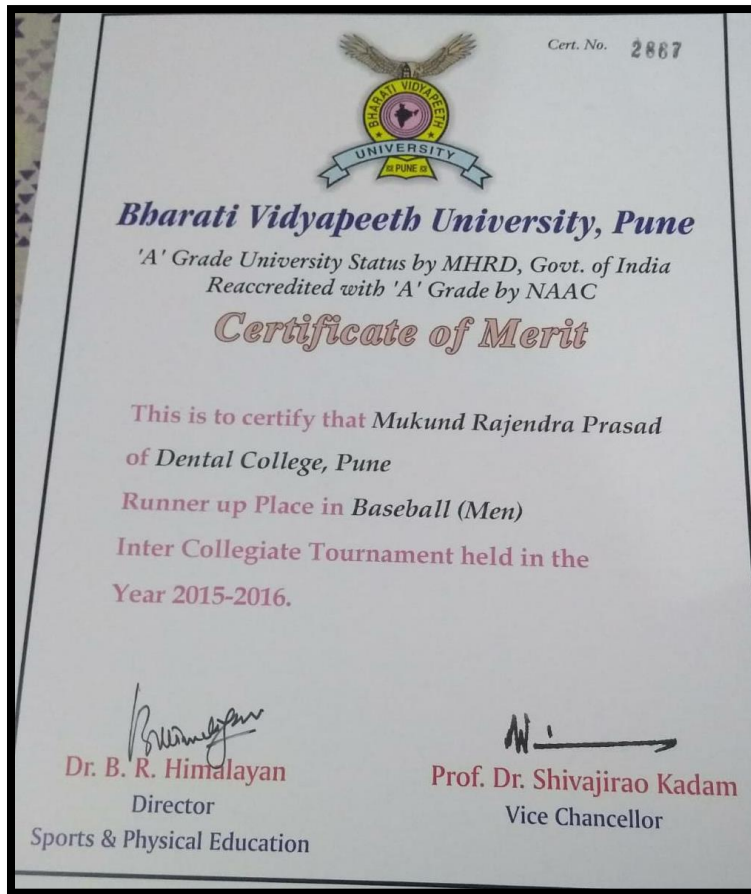 Cert. No. 2867
BHARATI VIDYAPEETH
UNIVERSITY
PUNE
Bharati Vidyapeeth University, Pune
'A' Grade University Status by MHRD, Govt. of India
Reaccredited with 'A' Grade by NAAC
Certificate of Merit
This is to certify that Mukund Rajendra Prasad
of Dental College, Pune
Runner up Place in Baseball (Men)
Inter Collegiate Tournament held in the
Year 2015-2016.
Dr. B. R. Himalayan
Director
Sports & Physical Education
Prof. Dr. Shivajirao Kadam
Vice Chancellor